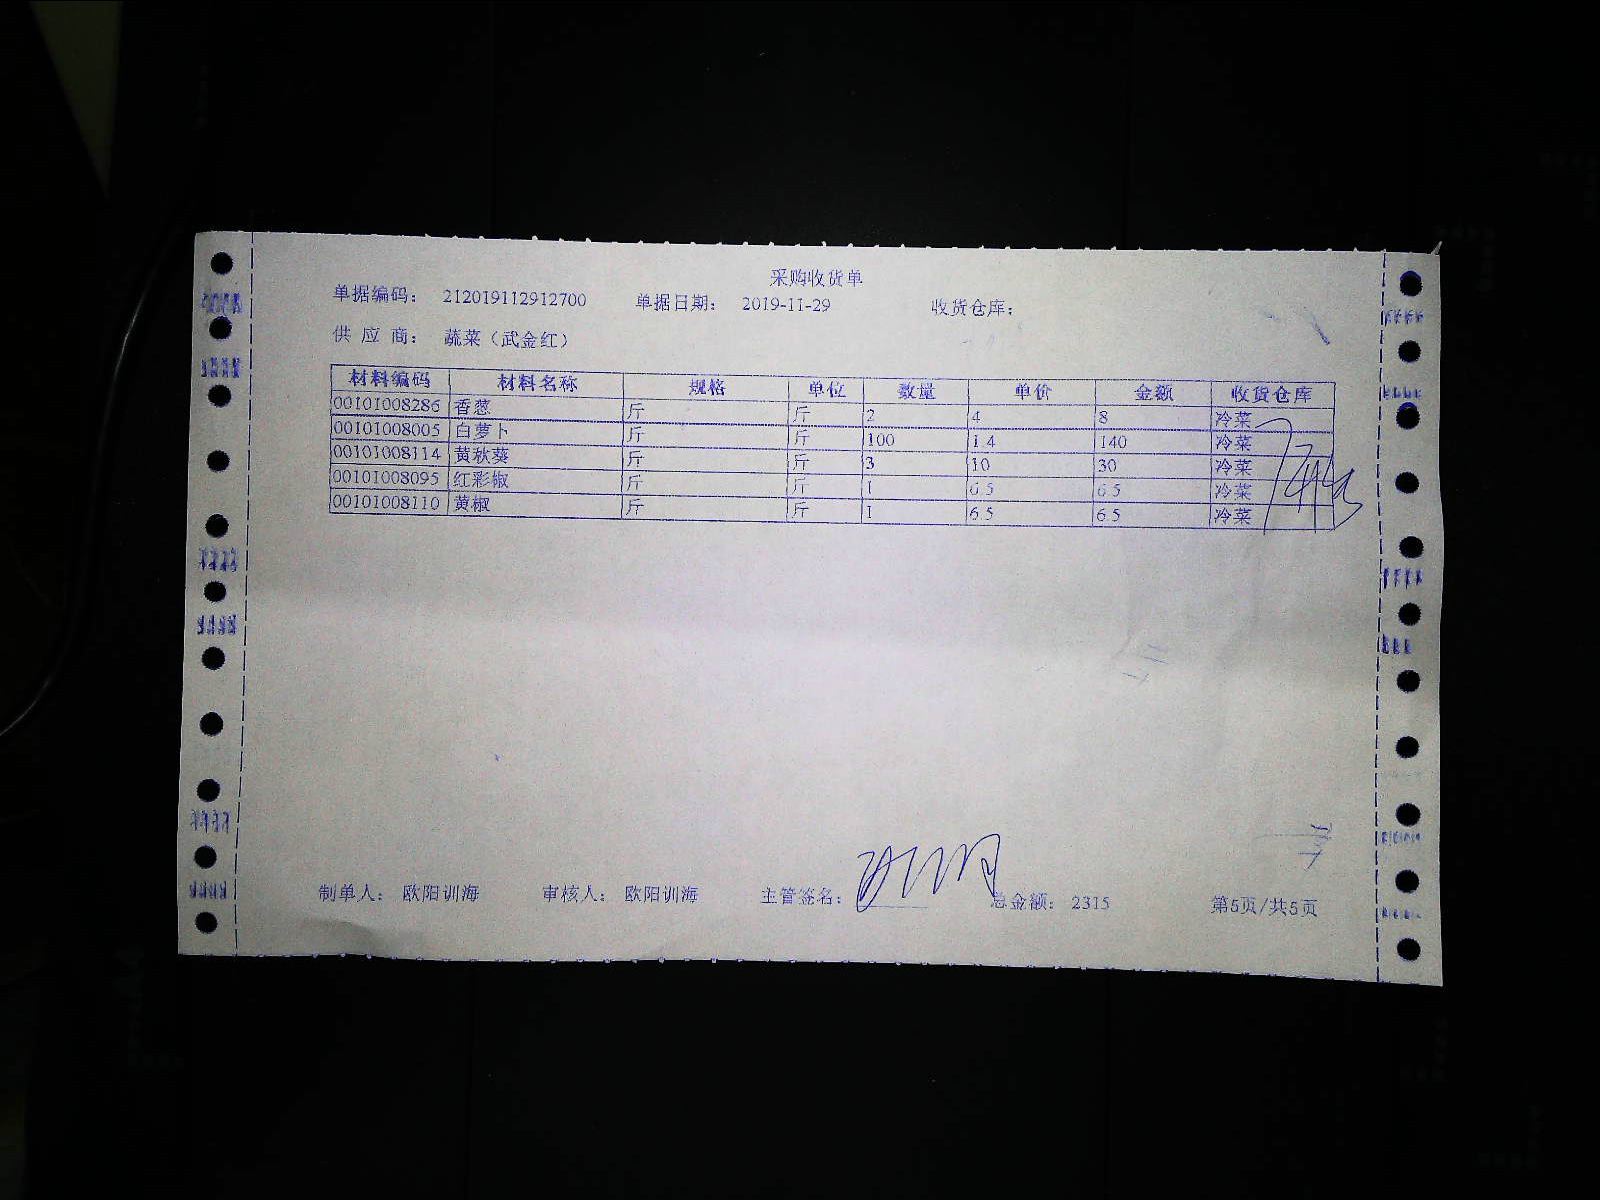 采购收货单
单据编码： 212019112912700 单据日期： 2019-11-29 收货仓库：
供 应 商： 蔬菜（武金红）
材料编码 材料名称 规格 单位 数量 单价 金额 收货仓库
00101008286 香葱 斤 斤 2 4 8 冷菜
00101008005 白萝卜 斤 斤 100 1.4 140 冷菜
00101008114 黄秋葵 斤 斤 3 10 30 冷菜
00101008095 红彩椒 斤 斤 1 6.5 6.5 冷菜
00101008110 黄椒 斤 斤 1 6.5 6.5 冷菜
制单人： 欧阳训海 审核人： 欧阳训海 主管签名： 总金额： 2315 第5页/共5页